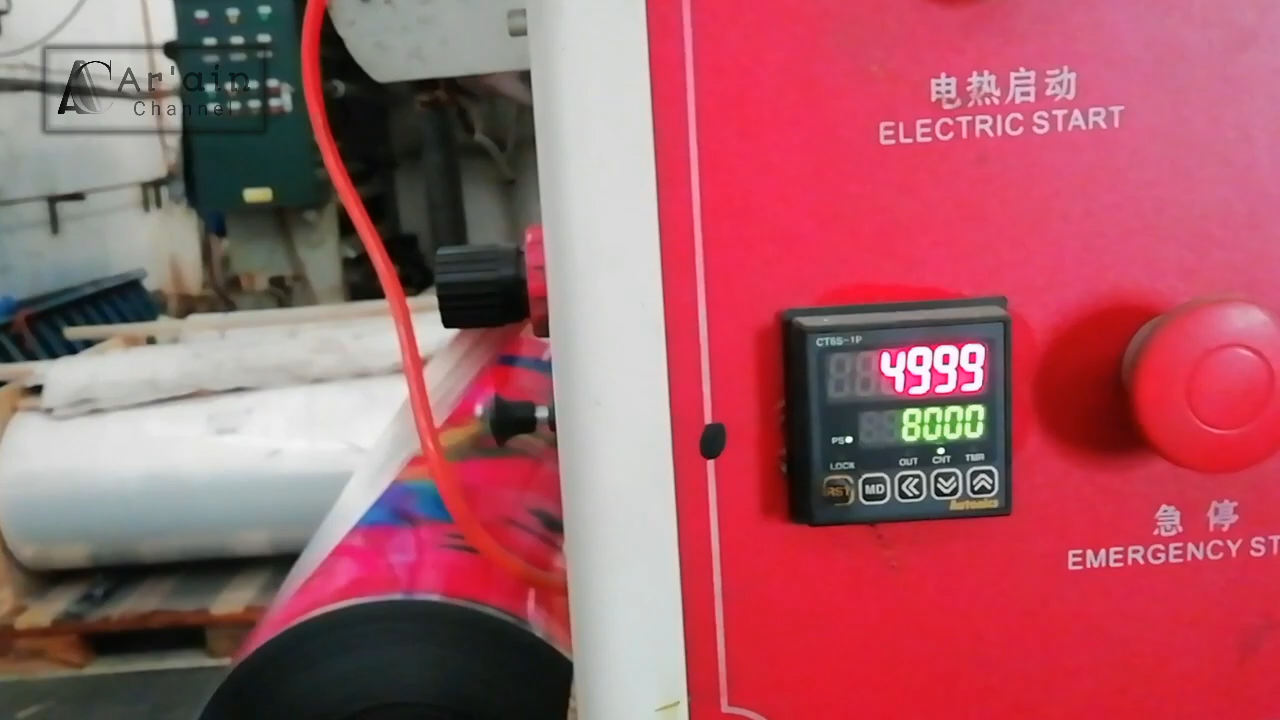 Ar'ain
Channel
电热启动
ELECTRIC START
CT6S-1P
4999
8000
PS
LOCK
OUT
CNT
TMR
RST
MD
Autonics
急停
EMERGENCY ST